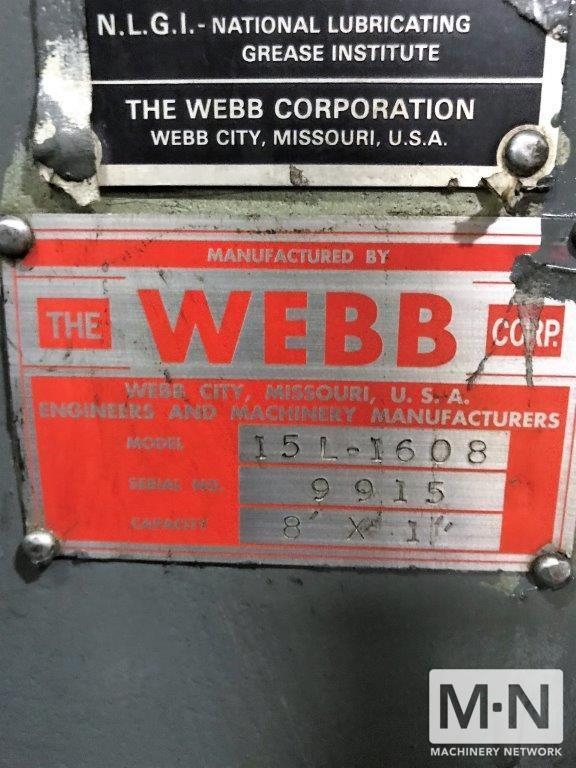 N.L.G.I.- NATIONAL LUBRICATING
GREASE INSTITUTE
THE WEBB CORPORATION
WEBB CITY, MISSOURI, U.S.A.
MANUFACTURED BY
THE WEBB CORP.
WEBB CITY, MISSOURI, U. S. A.
ENGINEERS AND MACHINERY MANUFACTURERS
MODEL 15L-1608
SERIAL NO. 9915
CAPACITY 8' X 1"
M·N
MACHINERY NETWORK